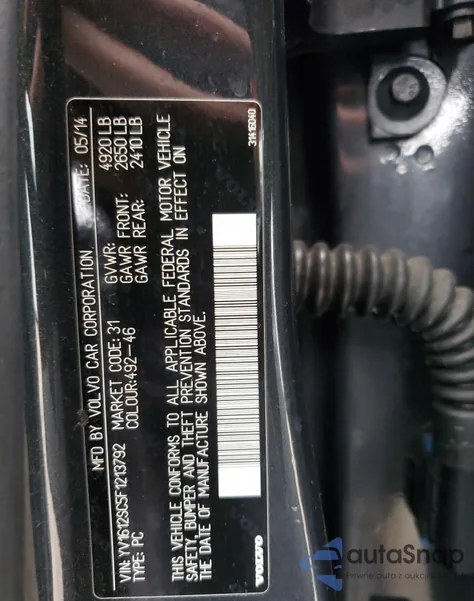 MFD BY VOLVO CAR CORPORATION. DATE: 05/14
VIN: YV1612SC5F1213792
TYPE: PC
MARKET CODE: 31
COLOUR:492-46
GVWR: 4920 LB
GAWR FRONT: 2650 LB
GAWR REAR: 2410 LB
THIS VEHICLE CONFORMS TO ALL APPLICABLE FEDERAL MOTOR VEHICLE
SAFETY, BUMPER AND THEFT PREVENTION STANDARDS IN EFFECT ON
THE DATE OF MANUFACTURE SHOWN ABOVE.
VOLVO
31416040
autoSnap